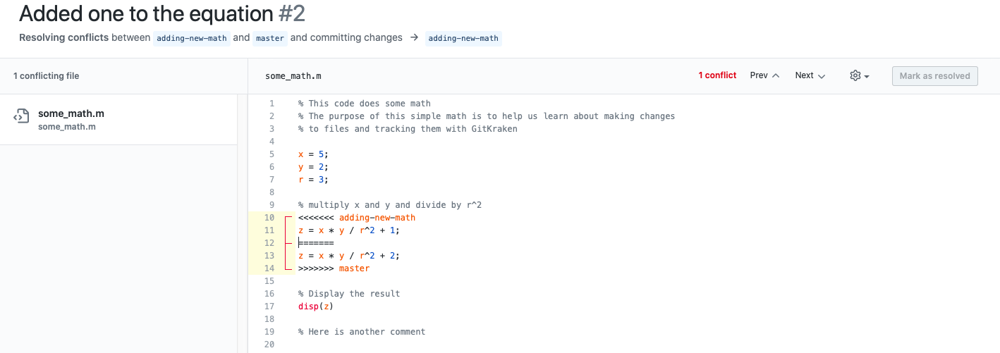 Added one to the equation #2
Resolving conflicts between adding-new-math and master and committing changes → adding-new-math
1 conflicting file
some_math.m
some_math.m
some_math.m
1 conflict Prev Next Mark as resolved
1 % This code does some math
2 % The purpose of this simple math is to help us learn about making changes
3 % to files and tracking them with GitKraken
4
5 x = 5;
6 y = 2;
7 r = 3;
8
9 % multiply x and y and divide by r^2
10 <<<<<<< adding-new-math
11 z = x * y / r^2 + 1;
12 =======
13 z = x * y / r^2 + 2;
14 >>>>>>> master
15
16 % Display the result
17 disp(z)
18
19 % Here is another comment
20